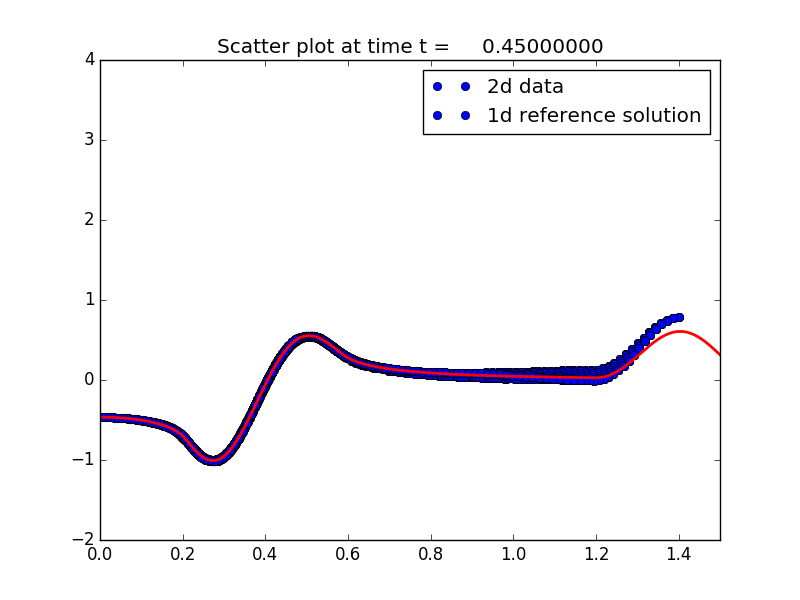 Scatter plot at time t =     0.45000000
2d data
1d reference solution
4
3
2
1
0
−1
−2
0.0 0.2 0.4 0.6 0.8 1.0 1.2 1.4